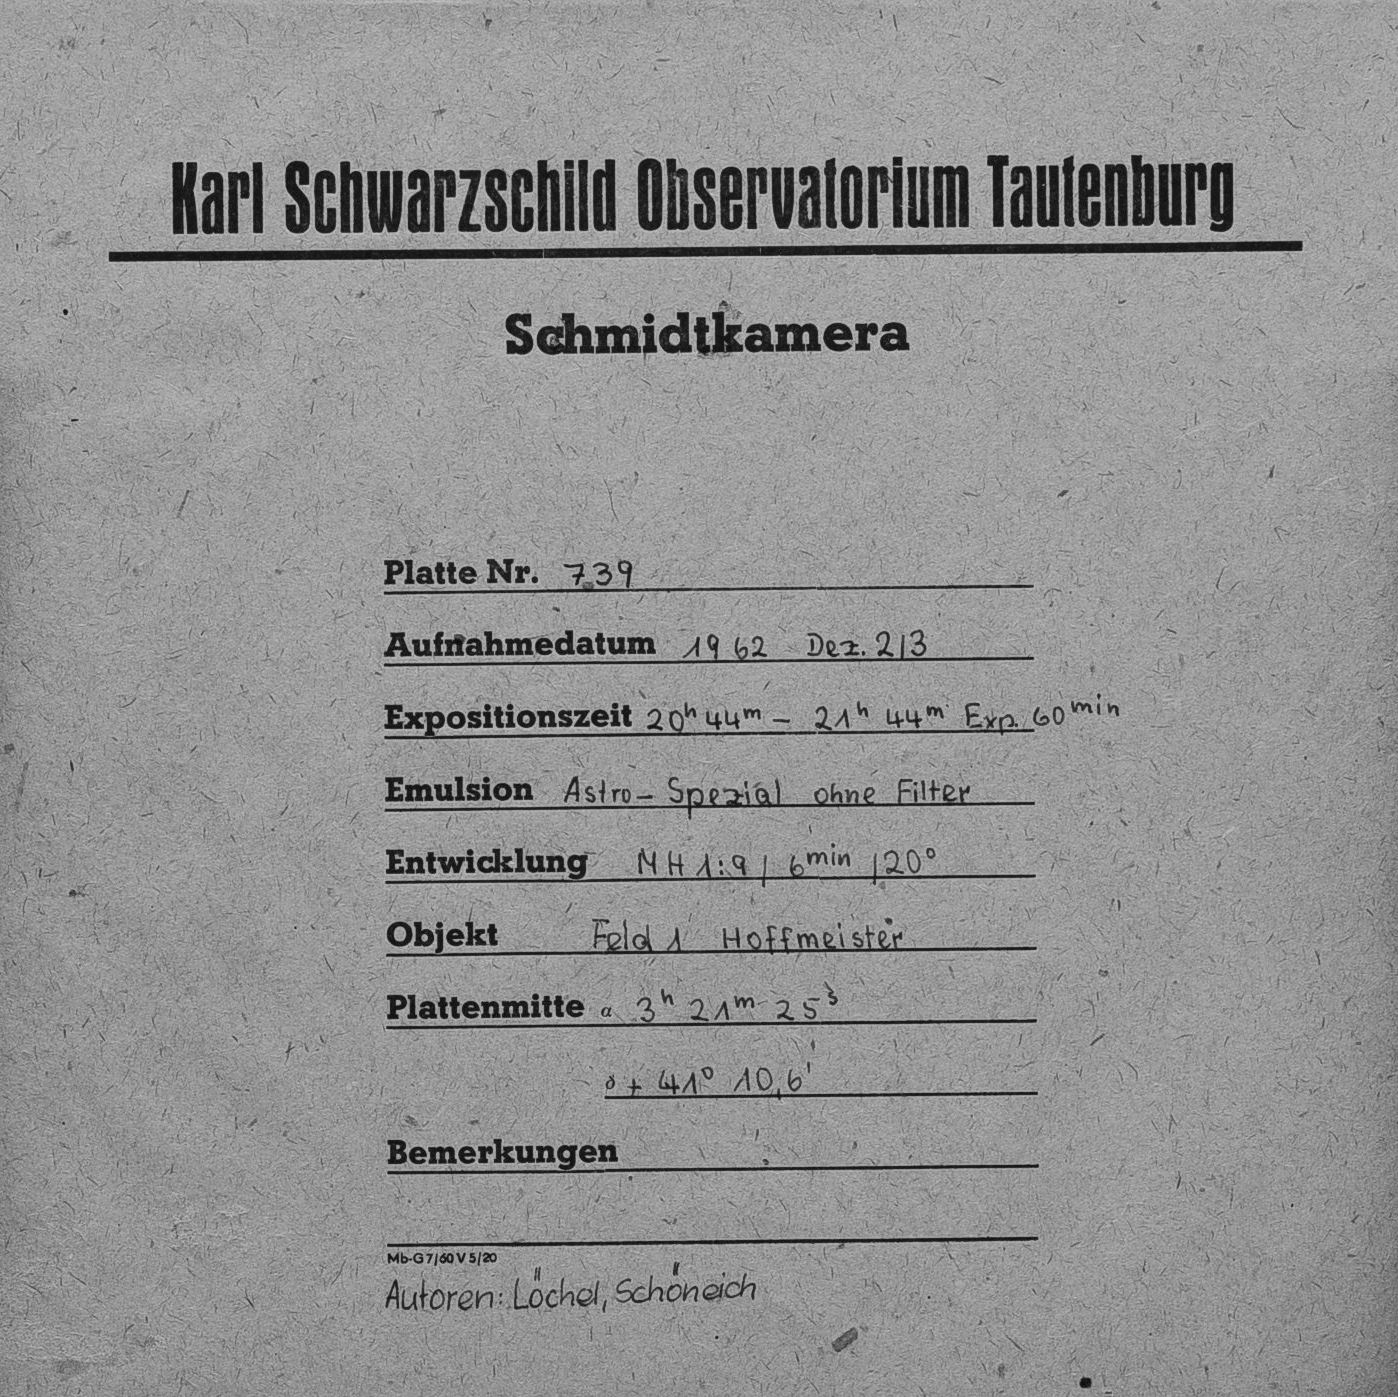 Karl Schwarzschild Observatorium Tautenburg
Schmidtkamera
Platte Nr. 739
Aufnahmedatum 1962 Dez. 2/3
Expositionszeit 20h 44m – 21h 44m Exp. 60min
Emulsion Astro-Spezial ohne Filter
Entwicklung MH 1:9 / 6min / 20°
Objekt Feld 1 Hoffmeister
Plattenmitte α 3h 21m 25s
δ + 41° 10,6'
Bemerkungen
Mb-G 7/60 V 5/20
Autoren: Löchel, Schöneich